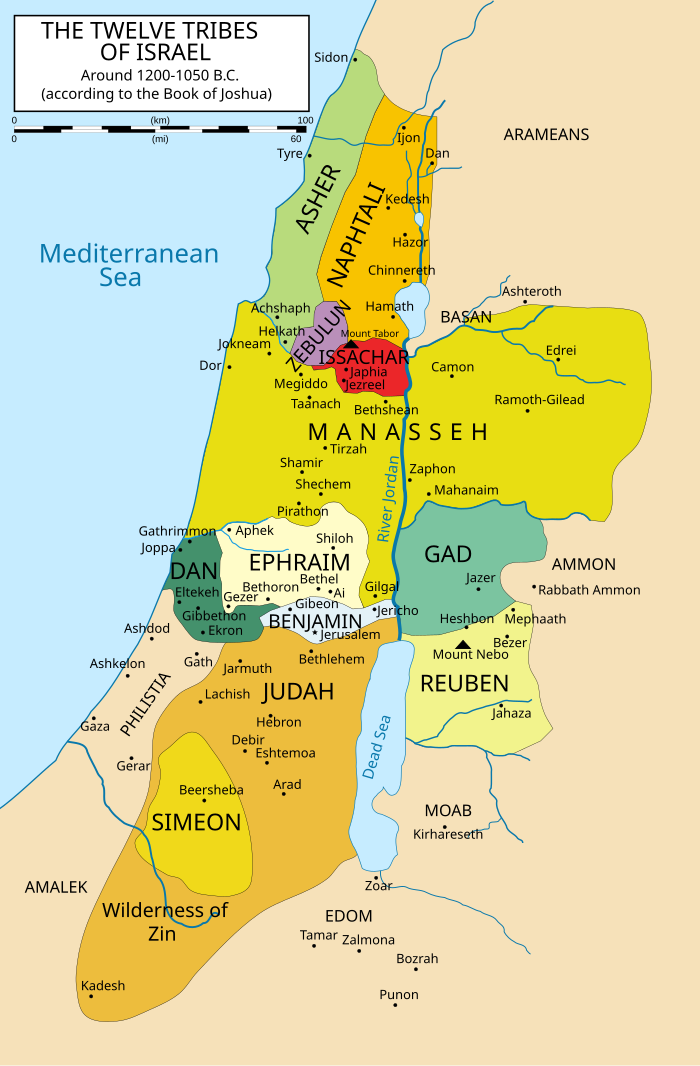 THE TWELVE TRIBES
OF ISRAEL
Around 1200-1050 B.C.
(according to the Book of Joshua)
0 (km) 100
0 (mi) 60
Sidon
ARAMEANS
Ijon
Tyre
Dan
ASHER
NAPHTALI
Kedesh
Hazor
Mediterranean
Sea
Chinnereth
Ashteroth
Achshaph
Hamath
BASAN
Helkath
ZEBULUN
Mount Tabor
Jokneam
ISSACHAR
Edrei
Dor
Japhia
Camon
Megiddo
Jezreel
Taanach
Bethshean
Ramoth-Gilead
MANASSEH
Tirzah
Shamir
Zaphon
Shechem
Mahanaim
River Jordan
Pirathon
Gathrimmon
Aphek
Joppa
Shiloh
GAD
EPHRAIM
AMMON
DAN
Bethel
Jazer
Bethoron
Ai
Gilgal
Rabbath Ammon
Eltekeh
Gezer
Gibeon
Jericho
Gibbethon
BENJAMIN
Heshbon
Mephaath
Ashdod
Ekron
Jerusalem
Bezer
Ashkelon
Gath
Bethlehem
Mount Nebo
Jarmuth
REUBEN
PHILISTIA
Lachish
JUDAH
Jahaza
Gaza
Hebron
Debir
Eshtemoa
Dead Sea
Gerar
Arad
Beersheba
MOAB
SIMEON
Kirhareseth
AMALEK
Zoar
Wilderness of
Zin
EDOM
Tamar
Zalmona
Bozrah
Kadesh
Punon